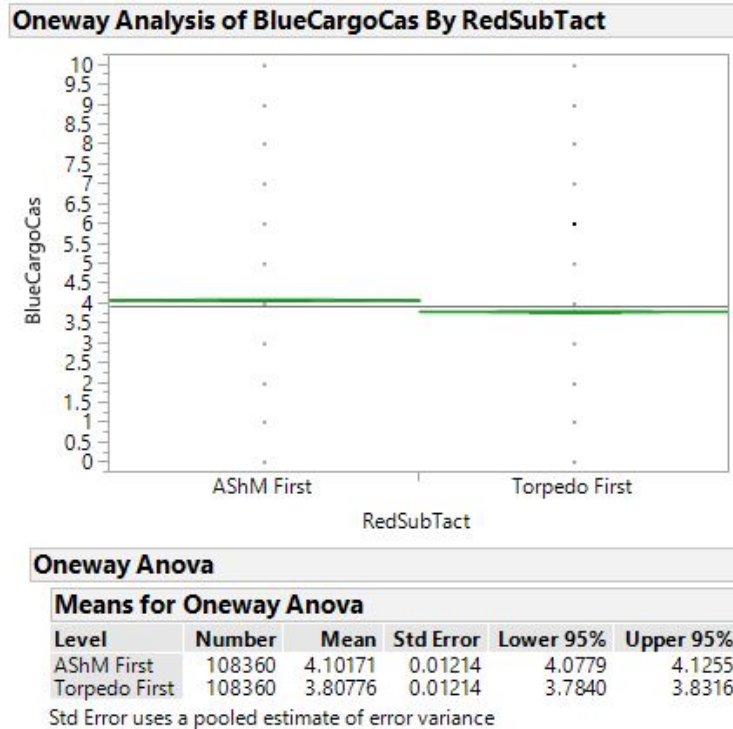 Oneway Analysis of BlueCargoCas By RedSubTact
10
9.5
9
8.5
8
7.5
7
6.5
6
5.5
5
4.5
4
3.5
3
2.5
2
1.5
1
0.5
0
BlueCargoCas
AShM First Torpedo First
RedSubTact
Oneway Anova
Means for Oneway Anova
Level Number Mean Std Error Lower 95% Upper 95%
AShM First 108360 4.10171 0.01214 4.0779 4.1255
Torpedo First 108360 3.80776 0.01214 3.7840 3.8316
Std Error uses a pooled estimate of error variance